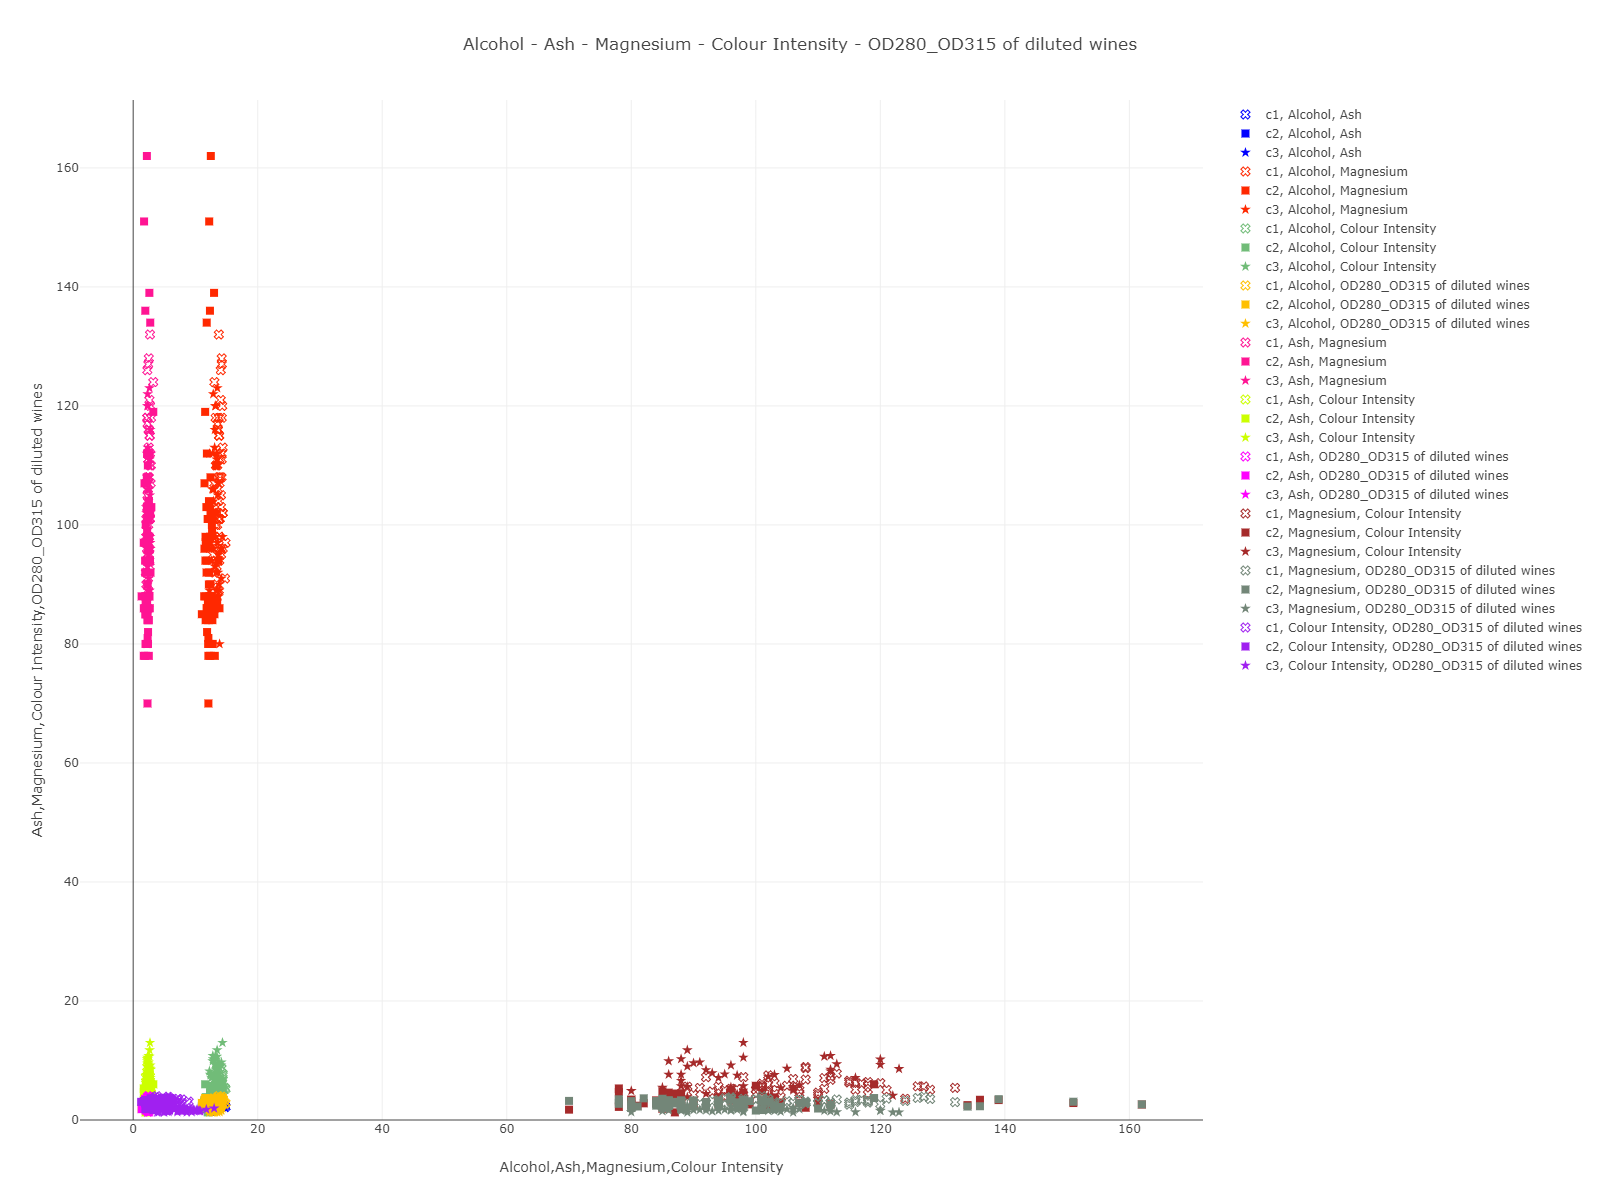 Alcohol - Ash - Magnesium - Colour Intensity - OD280_OD315 of diluted wines
Ash,Magnesium,Colour Intensity,OD280_OD315 of diluted wines
160
140
120
100
80
60
40
20
0
0
20
40
60
80
100
120
140
160
Alcohol,Ash,Magnesium,Colour Intensity
c1, Alcohol, Ash
c2, Alcohol, Ash
c3, Alcohol, Ash
c1, Alcohol, Magnesium
c2, Alcohol, Magnesium
c3, Alcohol, Magnesium
c1, Alcohol, Colour Intensity
c2, Alcohol, Colour Intensity
c3, Alcohol, Colour Intensity
c1, Alcohol, OD280_OD315 of diluted wines
c2, Alcohol, OD280_OD315 of diluted wines
c3, Alcohol, OD280_OD315 of diluted wines
c1, Ash, Magnesium
c2, Ash, Magnesium
c3, Ash, Magnesium
c1, Ash, Colour Intensity
c2, Ash, Colour Intensity
c3, Ash, Colour Intensity
c1, Ash, OD280_OD315 of diluted wines
c2, Ash, OD280_OD315 of diluted wines
c3, Ash, OD280_OD315 of diluted wines
c1, Magnesium, Colour Intensity
c2, Magnesium, Colour Intensity
c3, Magnesium, Colour Intensity
c1, Magnesium, OD280_OD315 of diluted wines
c2, Magnesium, OD280_OD315 of diluted wines
c3, Magnesium, OD280_OD315 of diluted wines
c1, Colour Intensity, OD280_OD315 of diluted wines
c2, Colour Intensity, OD280_OD315 of diluted wines
c3, Colour Intensity, OD280_OD315 of diluted wines